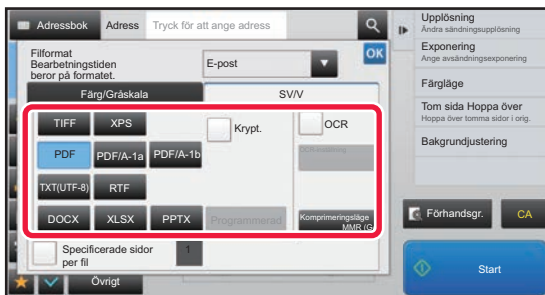 Adressbok
Adress
Tryck för att ange adress
Filformat
Bearbetningstiden
beror på formatet.
E-post
OK
Färg/Gråskala
SV/V
TIFF
XPS
Krypt.
OCR
PDF
PDF/A-1a
PDF/A-1b
TXT(UTF-8)
RTF
DOCX
XLSX
PPTX
Programmerad
Komprimeringsläge
MMR (G
Specificerade sidor
per fil
1
Övrigt
Upplösning
Ändra sändningsupplösning
Exponering
Ange avsändningsexponering
Färgläge
Tom sida Hoppa över
Hoppa över tomma sidor i orig.
Bakgrundjustering
Förhandsgr.
CA
Start